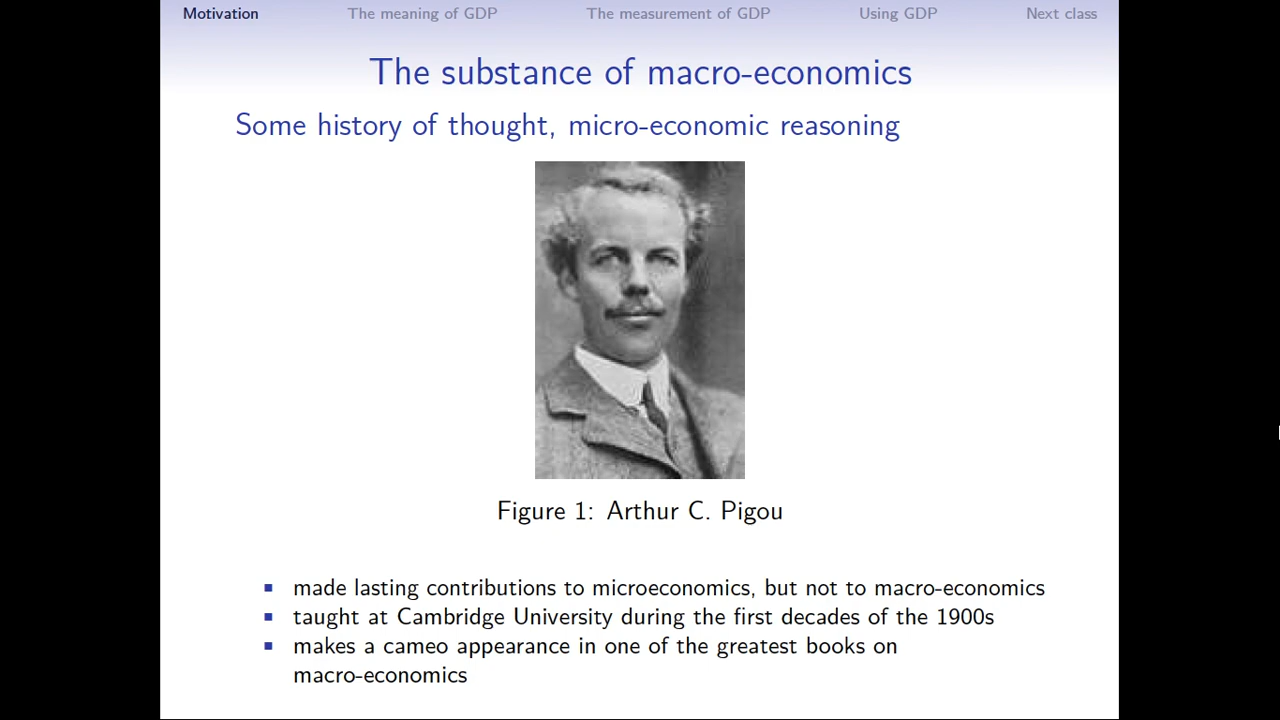 Motivation The meaning of GDP The measurement of GDP Using GDP Next class
The substance of macro-economics
Some history of thought, micro-economic reasoning
Figure 1: Arthur C. Pigou
made lasting contributions to microeconomics, but not to macro-economics
taught at Cambridge University during the first decades of the 1900s
makes a cameo appearance in one of the greatest books on
macro-economics